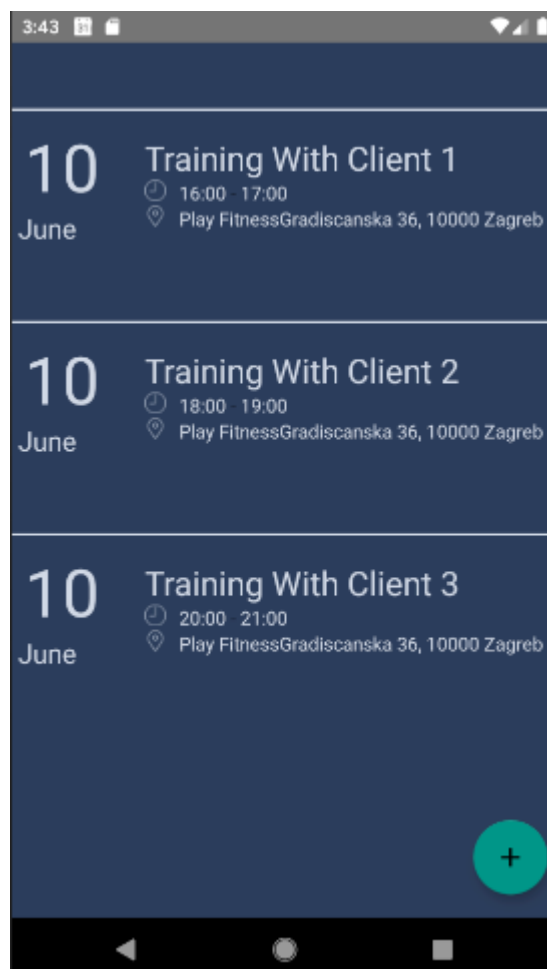 3:43
10
June
Training With Client 1
16:00 - 17:00
Play FitnessGradiscanska 36, 10000 Zagreb
10
June
Training With Client 2
18:00 - 19:00
Play FitnessGradiscanska 36, 10000 Zagreb
10
June
Training With Client 3
20:00 - 21:00
Play FitnessGradiscanska 36, 10000 Zagreb
+